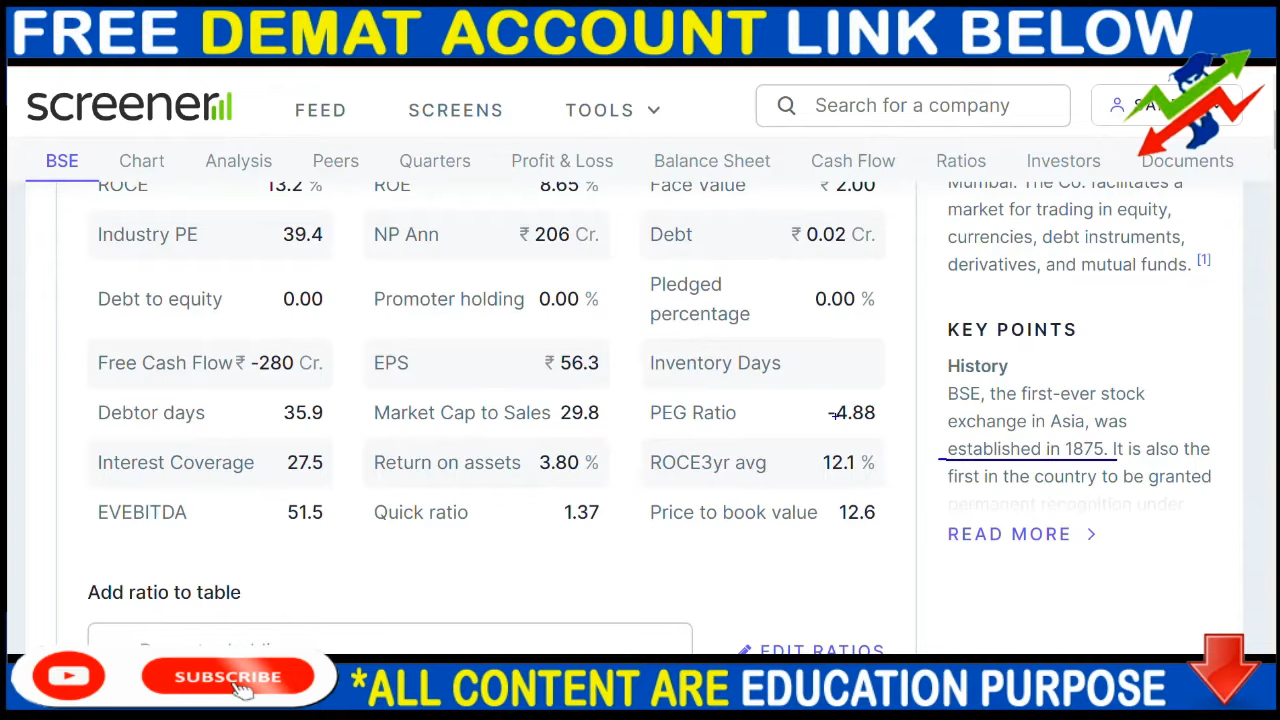 FREE DEMAT ACCOUNT LINK BELOW
screener
FEED
SCREENS
TOOLS
Search for a company
BSE Chart Analysis Peers Quarters Profit & Loss Balance Sheet Cash Flow Ratios Investors Documents
ROCE 13.2 %
ROE 8.65 %
Face Value ₹ 2.00
Industry PE 39.4
NP Ann ₹ 206 Cr.
Debt ₹ 0.02 Cr.
Debt to equity 0.00
Promoter holding 0.00 %
Pledged
percentage 0.00 %
Free Cash Flow ₹ -280 Cr.
EPS ₹ 56.3
Inventory Days
Debtor days 35.9
Market Cap to Sales 29.8
PEG Ratio -4.88
Interest Coverage 27.5
Return on assets 3.80 %
ROCE3yr avg 12.1 %
EVEBITDA 51.5
Quick ratio 1.37
Price to book value 12.6
Add ratio to table
EDIT RATIOS
Mumbai. The Co. facilitates a
market for trading in equity,
currencies, debt instruments,
derivatives, and mutual funds. [1]
KEY POINTS
History
BSE, the first-ever stock
exchange in Asia, was
established in 1875. It is also the
first in the country to be granted
permanent recognition under
READ MORE
SUBSCRIBE
*ALL CONTENT ARE EDUCATION PURPOSE